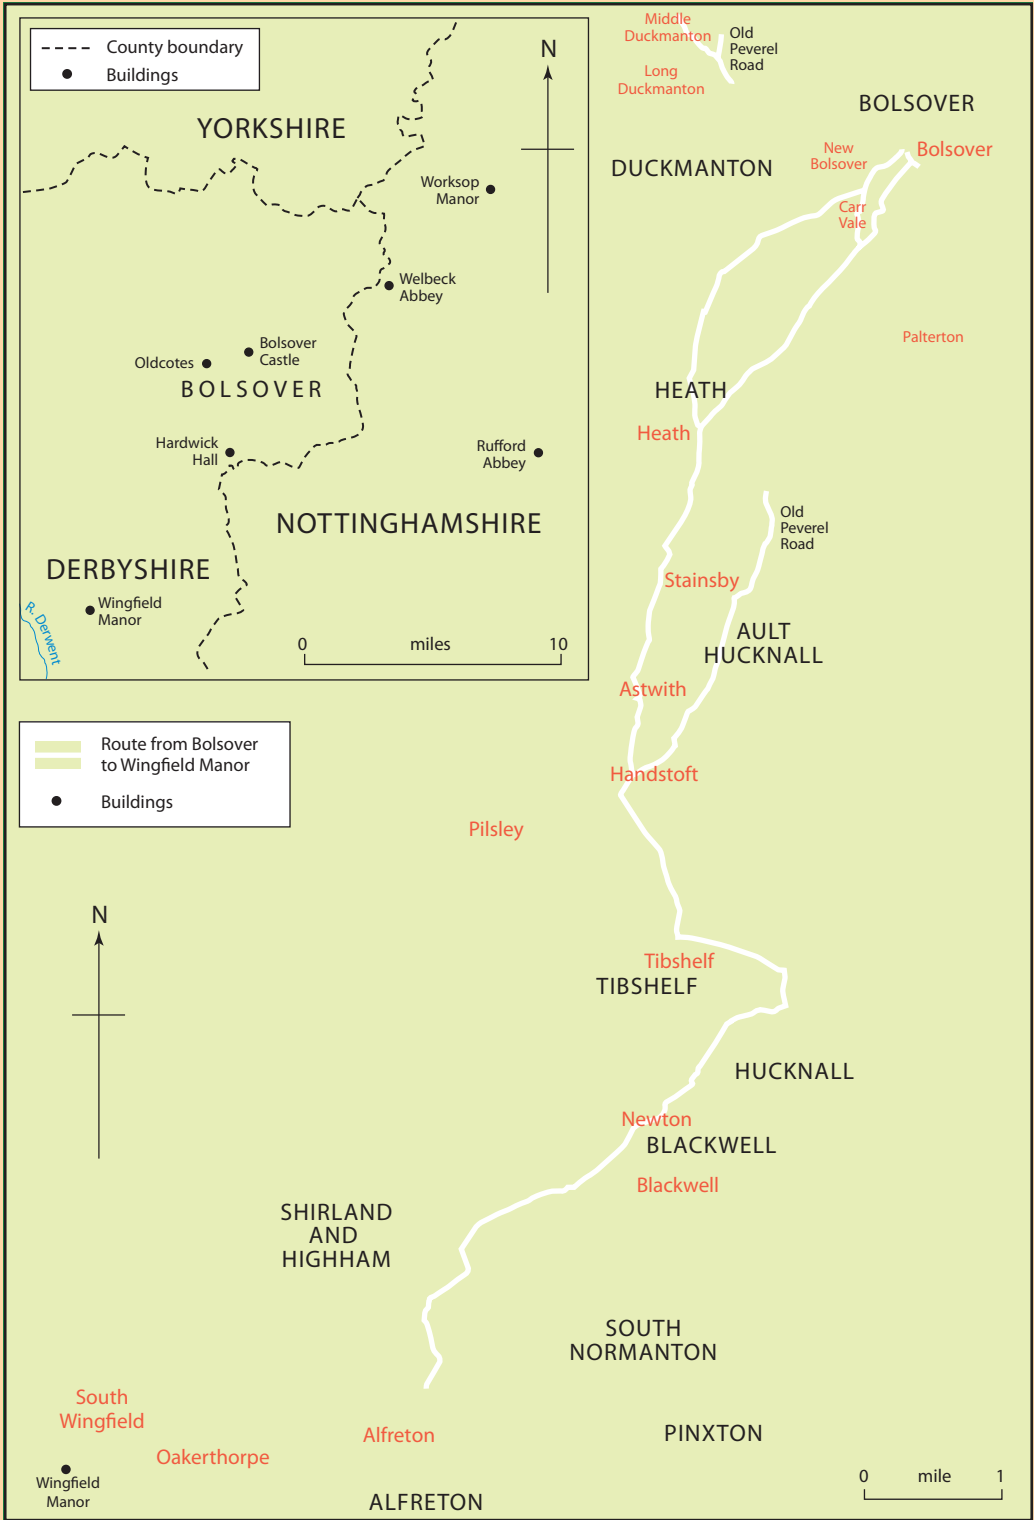 County boundary
Buildings
N
YORKSHIRE
Worksop
Manor
Welbeck
Abbey
Bolsover
Castle
Oldcotes
BOLSOVER
Hardwick
Hall
Rufford
Abbey
NOTTINGHAMSHIRE
DERBYSHIRE
Wingfield
Manor
R. Derwent
0 miles 10
Route from Bolsover
to Wingfield Manor
Buildings
N
Middle
Duckmanton
Old
Peverel
Road
Long
Duckmanton
BOLSOVER
New
Bolsover
Bolsover
DUCKMANTON
Carr
Vale
Palterton
HEATH
Heath
Old
Peverel
Road
Stainsby
AULT
HUCKNALL
Astwith
Handstoft
Pilsley
Tibshelf
TIBSHELF
HUCKNALL
Newton
BLACKWELL
Blackwell
SHIRLAND
AND
HIGHHAM
SOUTH
NORMANTON
South
Wingfield
Alfreton
PINXTON
Oakerthorpe
Wingfield
Manor
ALFRETON
0 mile 1